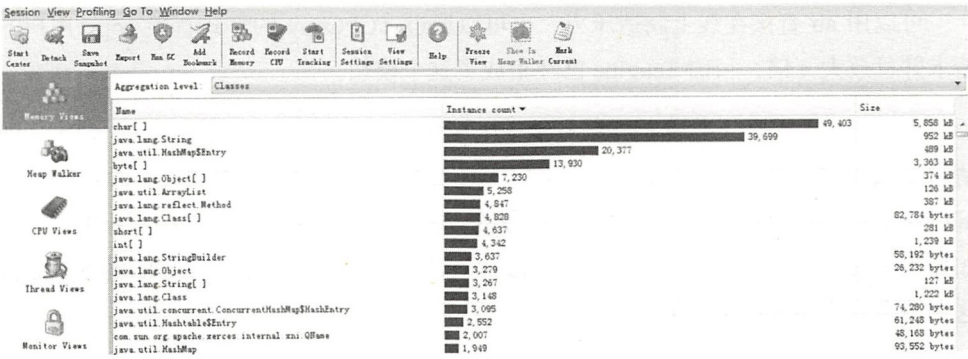 Session View Profiling Go To Window Help
Start Center Detach Save Snapshot Export Run GC Add Bookmark Record Memory Record CPU Start Tracking Session Settings View Settings Help Freeze View Show In Heap Walker Mark Current
Aggregation level: Classes
Memory Views
Heap Walker
CPU Views
Thread Views
Monitor Views
Name Instance count Size
char[ ] 49,403 5,858 kB
java.lang.String 39,699 952 kB
java.util.HashMap$Entry 20,377 489 kB
byte[ ] 13,930 3,363 kB
java.lang.Object[ ] 7,230 374 kB
java.util.ArrayList 5,258 126 kB
java.lang.reflect.Method 4,847 387 kB
java.lang.Class[ ] 4,828 82,784 bytes
short[ ] 4,637 281 kB
int[ ] 4,342 1,239 kB
java.lang.StringBuilder 3,637 58,192 bytes
java.lang.Object 3,279 26,232 bytes
java.lang.String[ ] 3,267 127 kB
java.lang.Class 3,148 1,222 kB
java.util.concurrent.ConcurrentHashMap$HashEntry 3,095 74,280 bytes
java.util.Hashtable$Entry 2,552 61,248 bytes
com.sun.org.apache.xerces.internal.xni.QName 2,007 48,168 bytes
java.util.HashMap 1,949 93,552 bytes